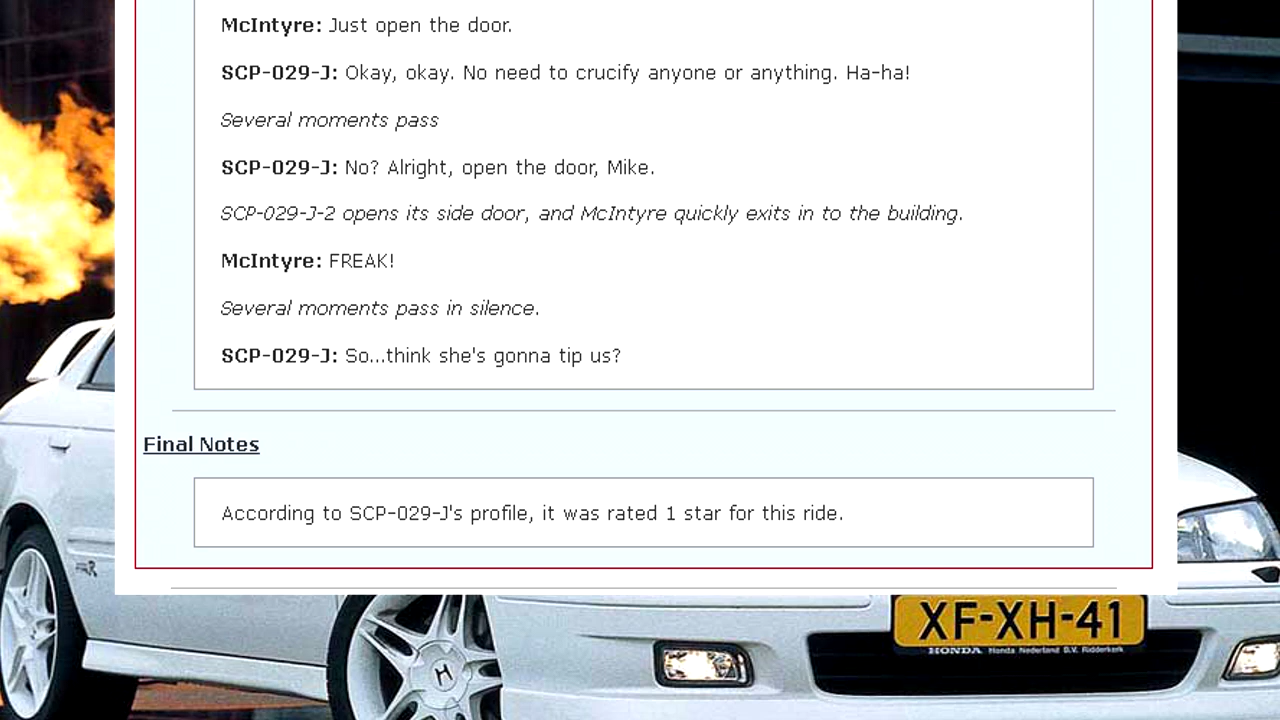 McIntyre: Just open the door.
SCP-029-J: Okay, okay. No need to crucify anyone or anything. Ha-ha!
Several moments pass
SCP-029-J: No? Alright, open the door, Mike.
SCP-029-J-2 opens its side door, and McIntyre quickly exits in to the building.
McIntyre: FREAK!
Several moments pass in silence.
SCP-029-J: So...think she's gonna tip us?
Final Notes
According to SCP-029-J's profile, it was rated 1 star for this ride.
XF-XH-41
HONDA Honda Nederland B.V. Ridderkerk